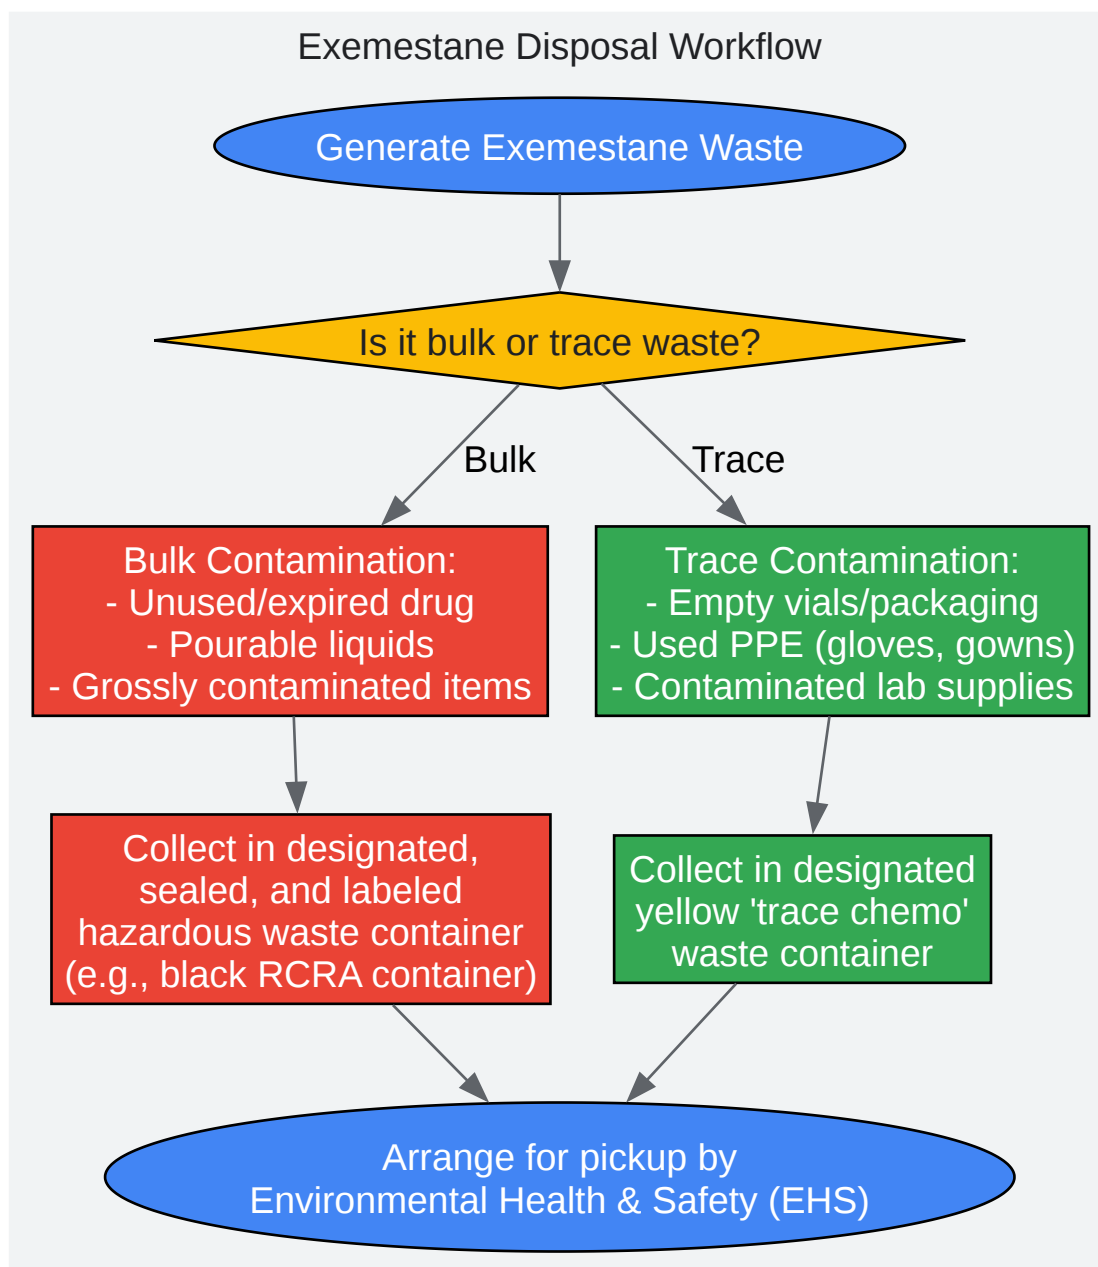 Exemestane Disposal Workflow
Generate Exemestane Waste
Is it bulk or trace waste?
Bulk
Trace
Bulk Contamination:
- Unused/expired drug
- Pourable liquids
- Grossly contaminated items
Trace Contamination:
- Empty vials/packaging
- Used PPE (gloves, gowns)
- Contaminated lab supplies
Collect in designated,
sealed, and labeled
hazardous waste container
(e.g., black RCRA container)
Collect in designated
yellow 'trace chemo'
waste container
Arrange for pickup by
Environmental Health & Safety (EHS)